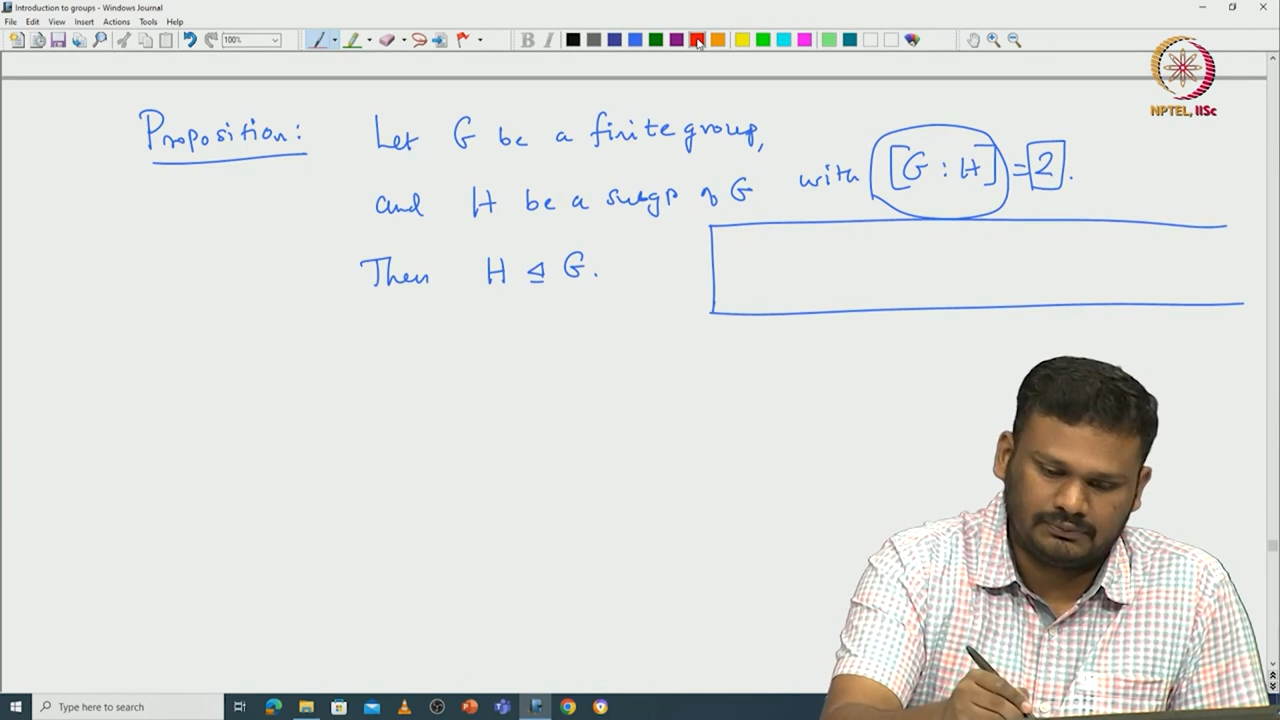 Introduction to groups - Windows Journal
File Edit View Insert Actions Tools Help
100%
B I
NPTEL, IISc
Proposition: Let G be a finite group,
and H be a subgp of G with [G : H] = 2.
Then H ⊴ G.
Type here to search